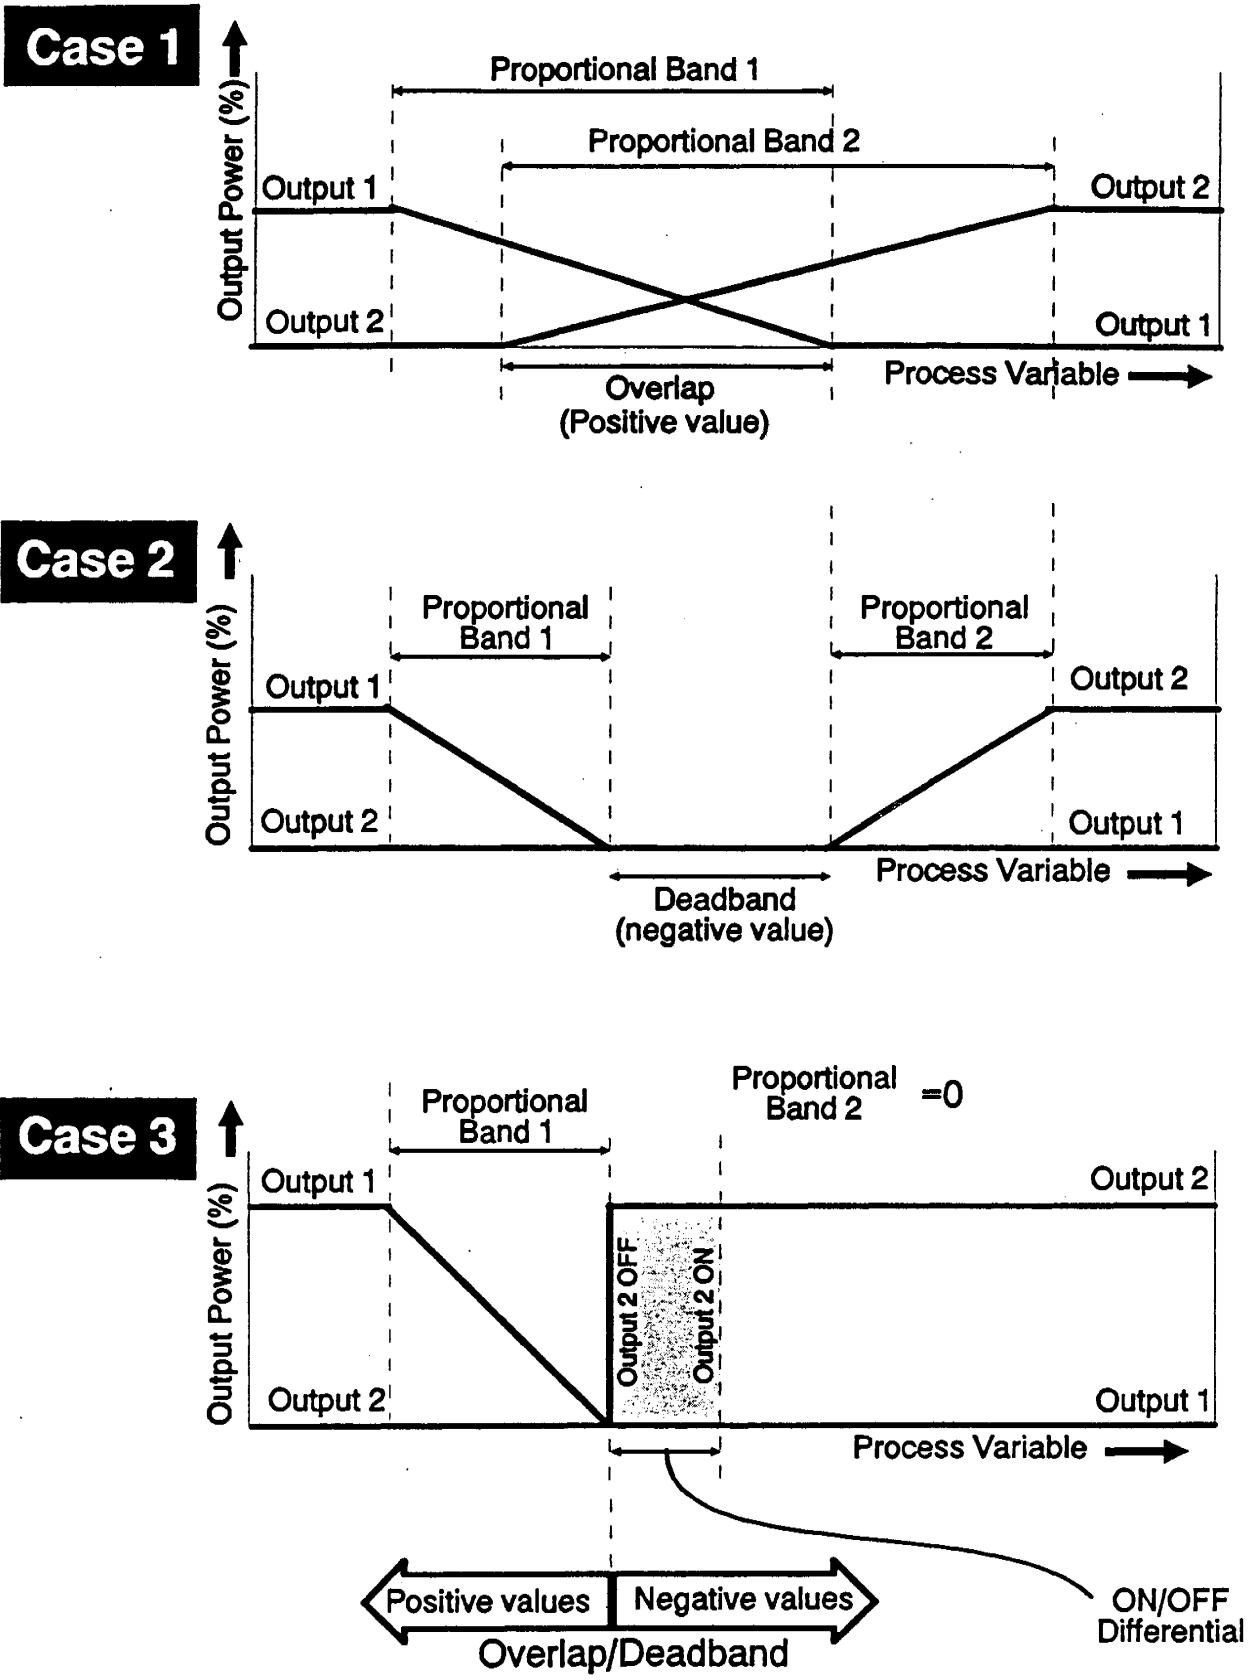 Case 1
Output Power (%)
Proportional Band 1
Proportional Band 2
Output 1
Output 2
Output 2
Output 1
Process Variable
Overlap
(Positive value)
Case 2
Output Power (%)
Proportional
Band 1
Proportional
Band 2
Output 1
Output 2
Output 2
Output 1
Process Variable
Deadband
(negative value)
Case 3
Output Power (%)
Proportional
Band 1
Proportional
Band 2 =0
Output 1
Output 2
Output 2 OFF
Output 2 ON
Output 2
Output 1
Process Variable
Positive values
Negative values
Overlap/Deadband
ON/OFF
Differential